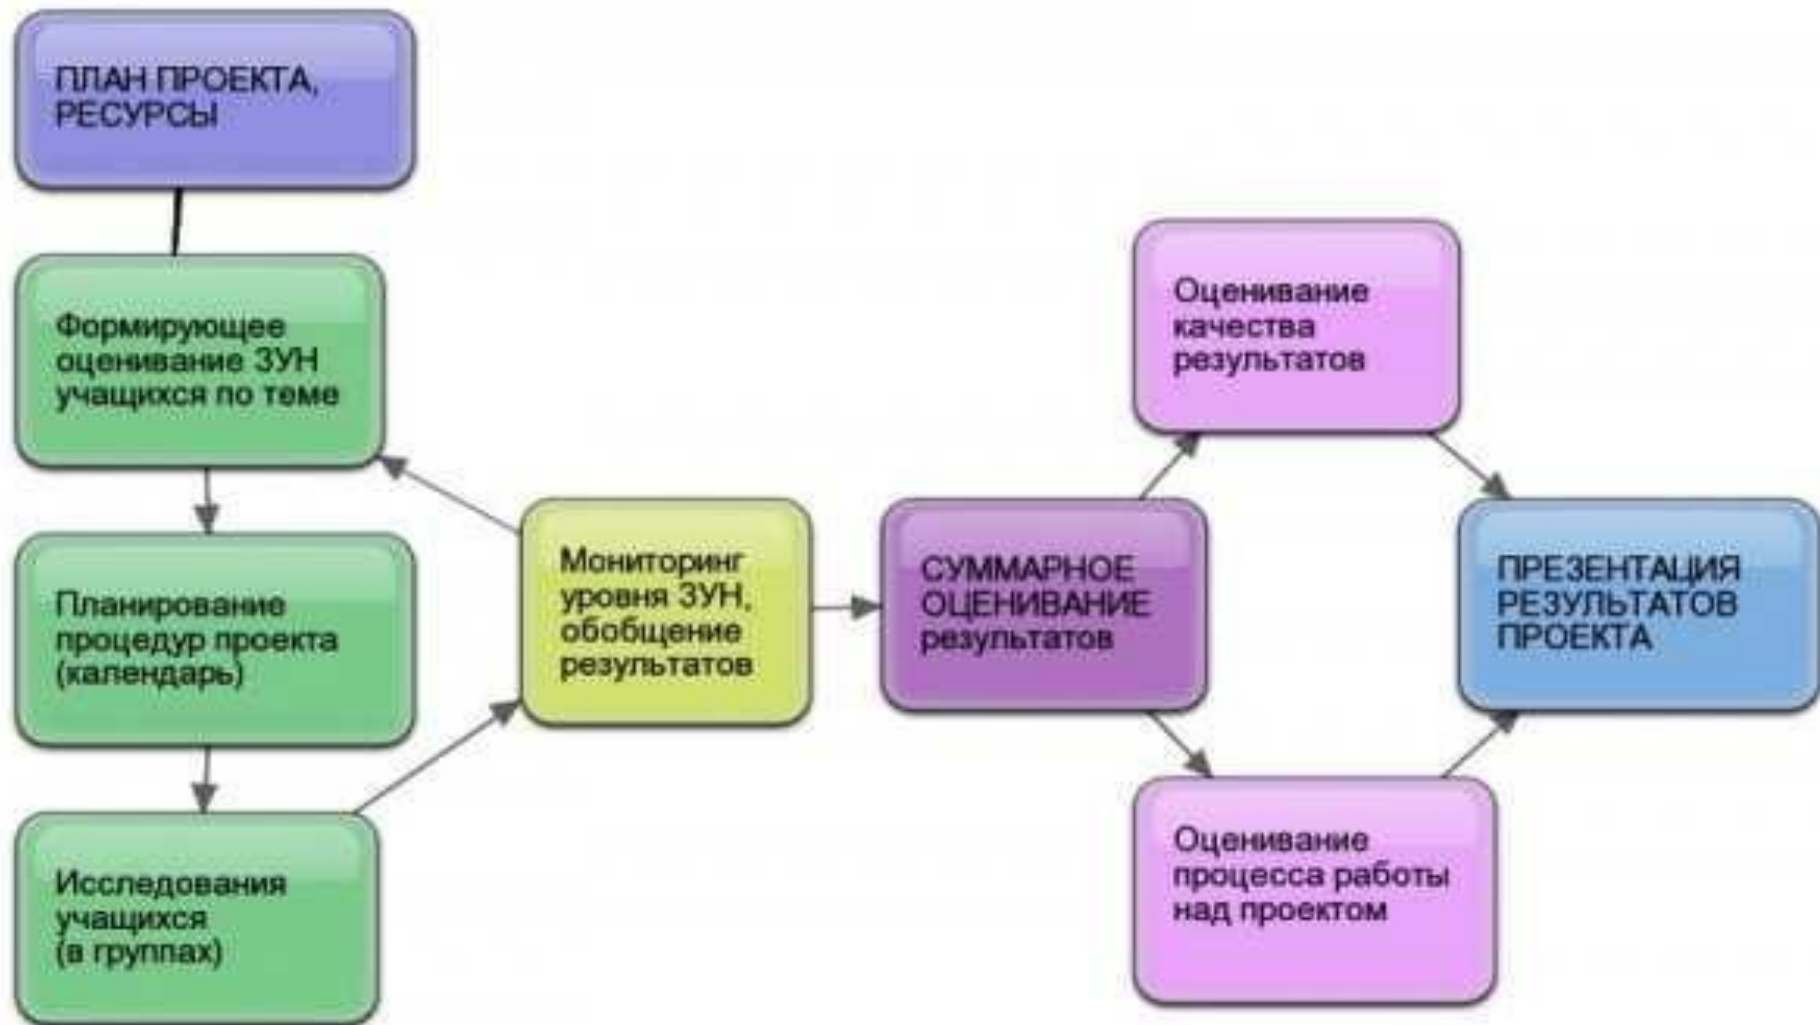 ПЛАН ПРОЕКТА,
РЕСУРСЫ
Формирующее
оценивание ЗУН
учащихся по теме
Планирование
процедур проекта
(календарь)
Исследования
учащихся
(в группах)
Мониторинг
уровня ЗУН,
обобщение
результатов
СУММАРНОЕ
ОЦЕНИВАНИЕ
результатов
Оценивание
качества
результатов
Оценивание
процесса работы
над проектом
ПРЕЗЕНТАЦИЯ
РЕЗУЛЬТАТОВ
ПРОЕКТА